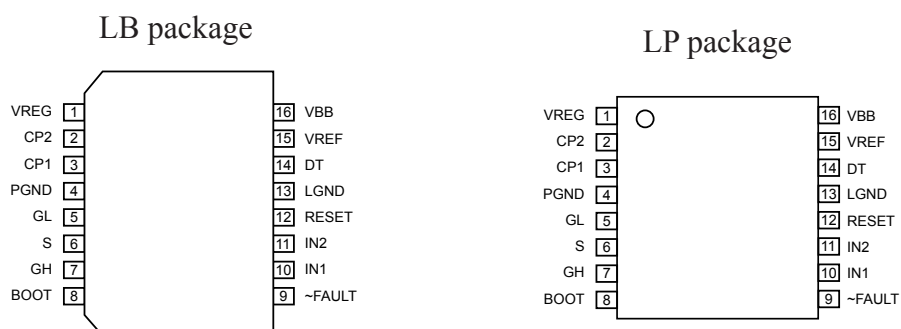 LB package
VREG 1 16 VBB
CP2 2 15 VREF
CP1 3 14 DT
PGND 4 13 LGND
GL 5 12 RESET
S 6 11 IN2
GH 7 10 IN1
BOOT 8 9 ~FAULT
LP package
VREG 1 16 VBB
CP2 2 15 VREF
CP1 3 14 DT
PGND 4 13 LGND
GL 5 12 RESET
S 6 11 IN2
GH 7 10 IN1
BOOT 8 9 ~FAULT